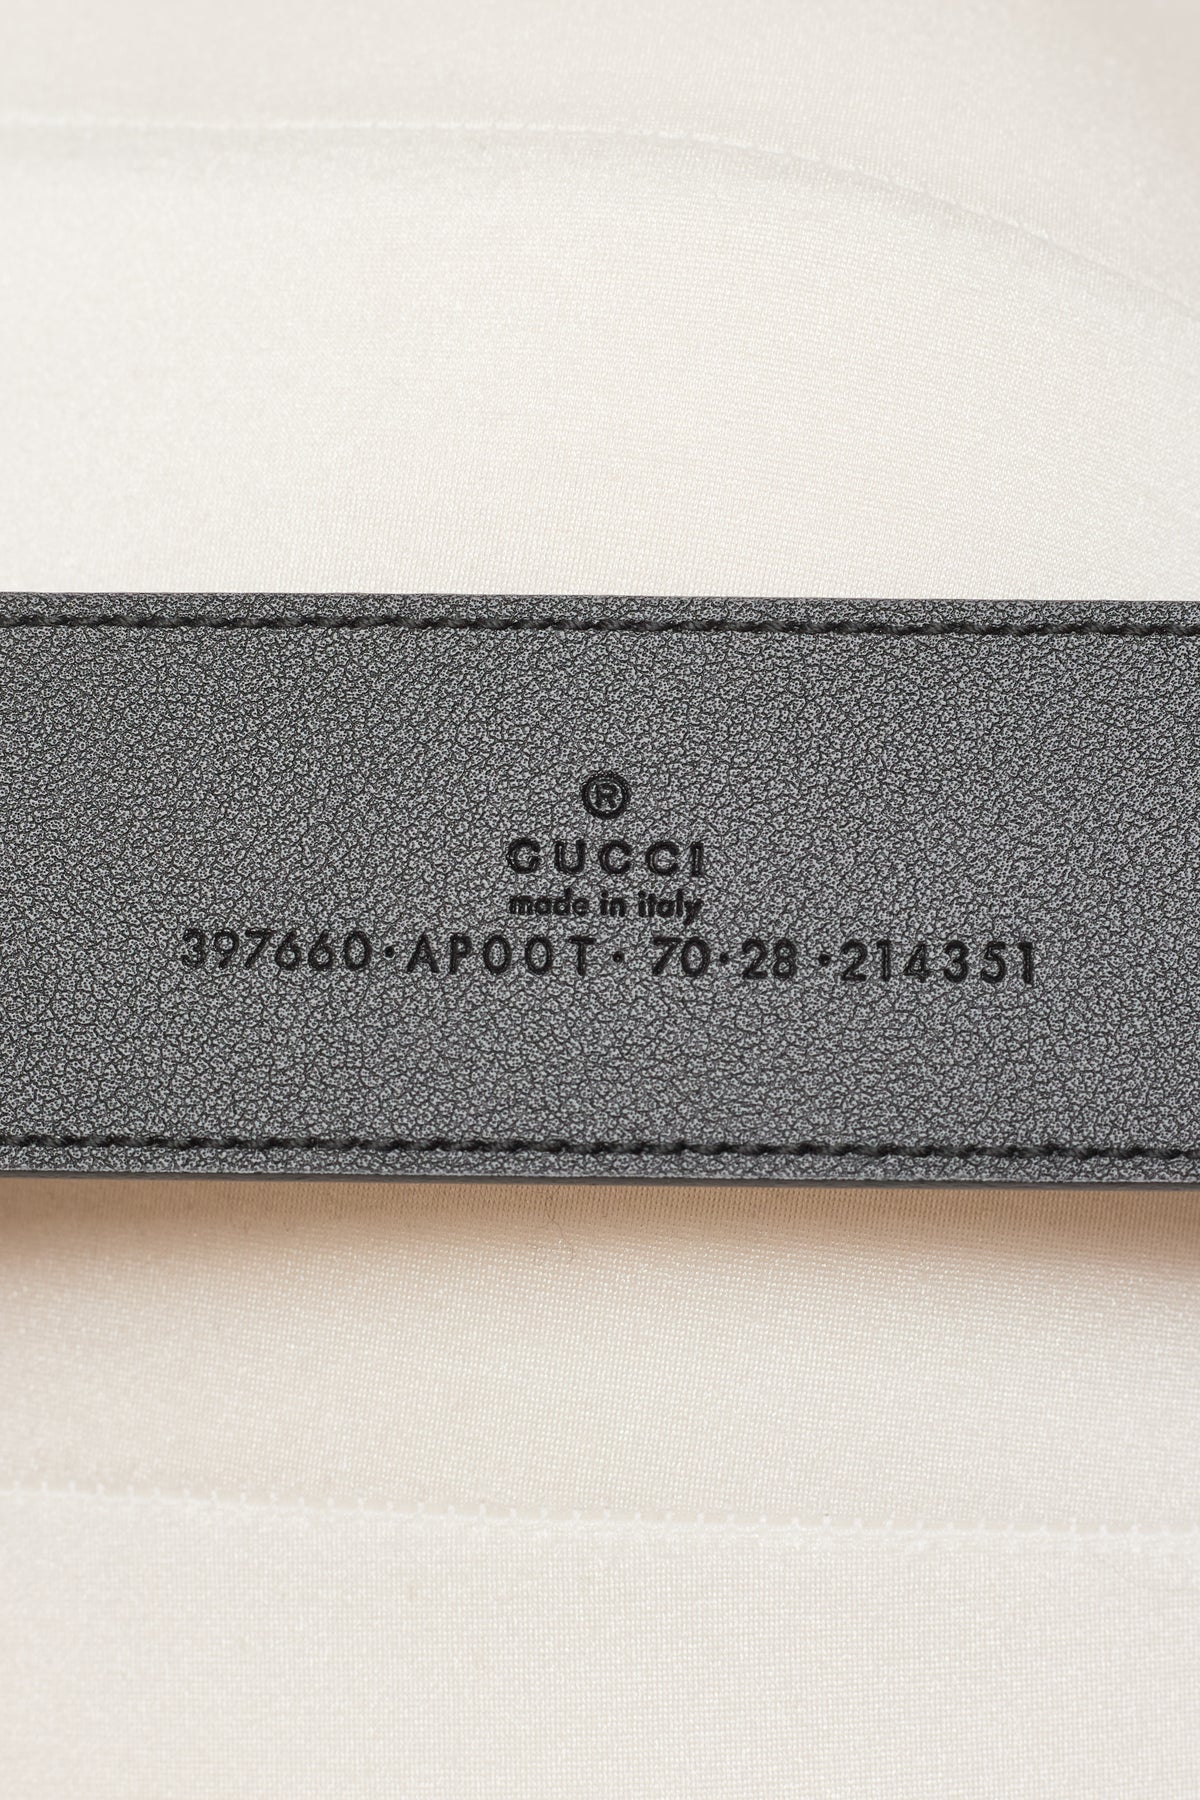 ®
GUCCI
made in italy
397660·AP00T·70·28·214351